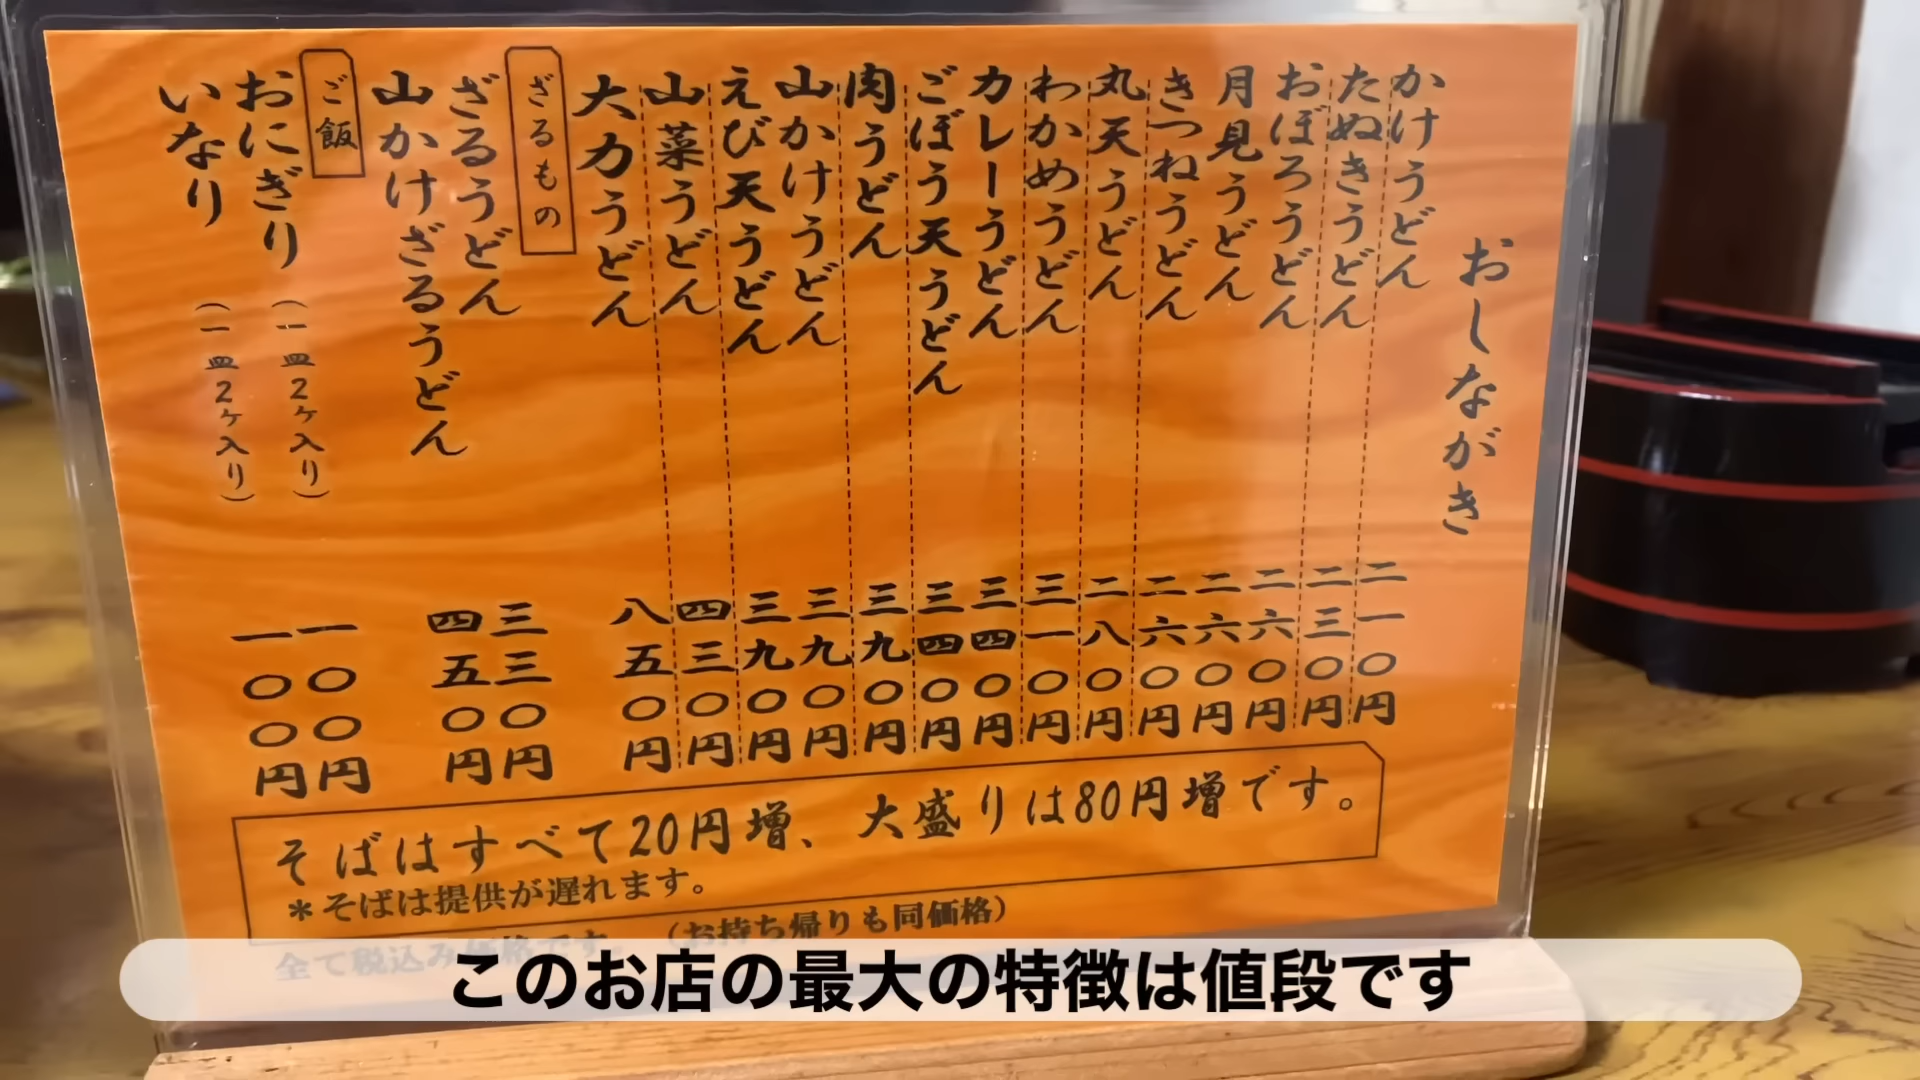 おしながき
かけうどん 二一〇円
たぬきうどん 二三〇円
おぼろうどん 二六〇円
月見うどん 二六〇円
きつねうどん 二六〇円
丸天うどん 二八〇円
わかめうどん 三一〇円
カレーうどん 三四〇円
ごぼう天うどん 三四〇円
肉うどん 三九〇円
山かけうどん 三九〇円
えび天うどん 三九〇円
山菜うどん 四三〇円
大力うどん 八五〇円
ざるもの
ざるうどん 三三〇円
山かけざるうどん 四五〇円
ご飯
おにぎり（一皿2ヶ入り） 一〇〇円
いなり（一皿2ヶ入り） 一〇〇円
そばはすべて20円増、大盛りは80円増です。
＊そばは提供が遅れます。
全て税込み価格です。（お持ち帰りも同価格）
このお店の最大の特徴は値段です